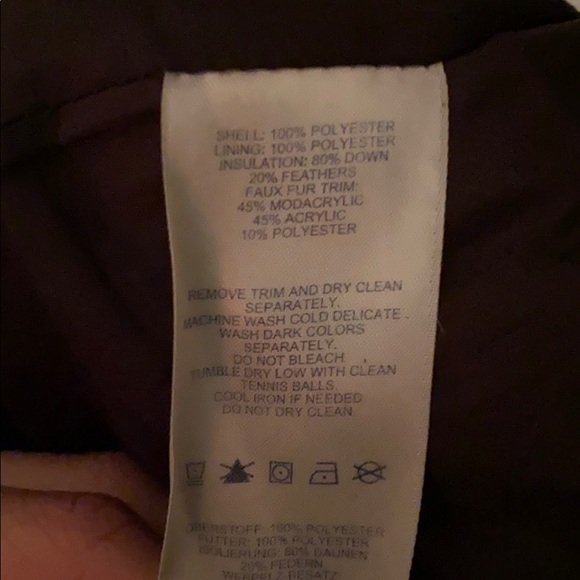 SHELL: 100% POLYESTER
LINING: 100% POLYESTER
INSULATION: 80% DOWN
20% FEATHERS
FAUX FUR TRIM:
45% MODACRYLIC
45% ACRYLIC
10% POLYESTER
REMOVE TRIM AND DRY CLEAN
SEPARATELY.
MACHINE WASH COLD DELICATE.
WASH DARK COLORS
SEPARATELY.
DO NOT BLEACH.
TUMBLE DRY LOW WITH CLEAN
TENNIS BALLS.
COOL IRON IF NEEDED
DO NOT DRY CLEAN
OBERSTOFF: 100% POLYESTER
FUTTER: 100% POLYESTER
ISOLIERUNG: 80% DAUNEN
20% FEDERN
WEBPELZ BESATZ: